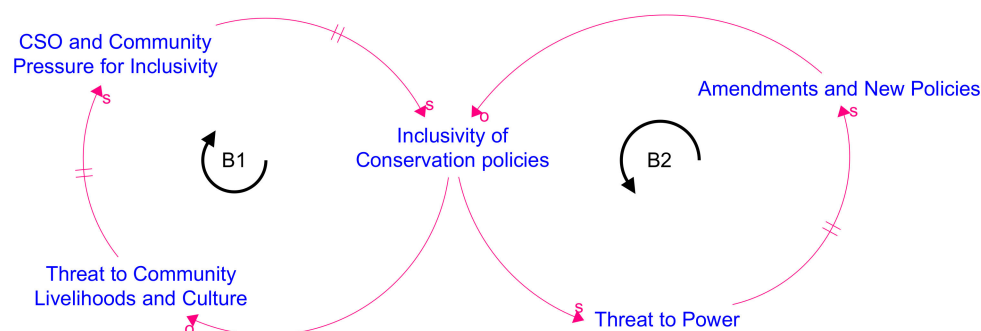 CSO and Community
Pressure for Inclusivity
s
s
o
Amendments and New Policies
s
Inclusivity of
Conservation policies
B1
B2
Threat to Community
Livelihoods and Culture
o
s
Threat to Power